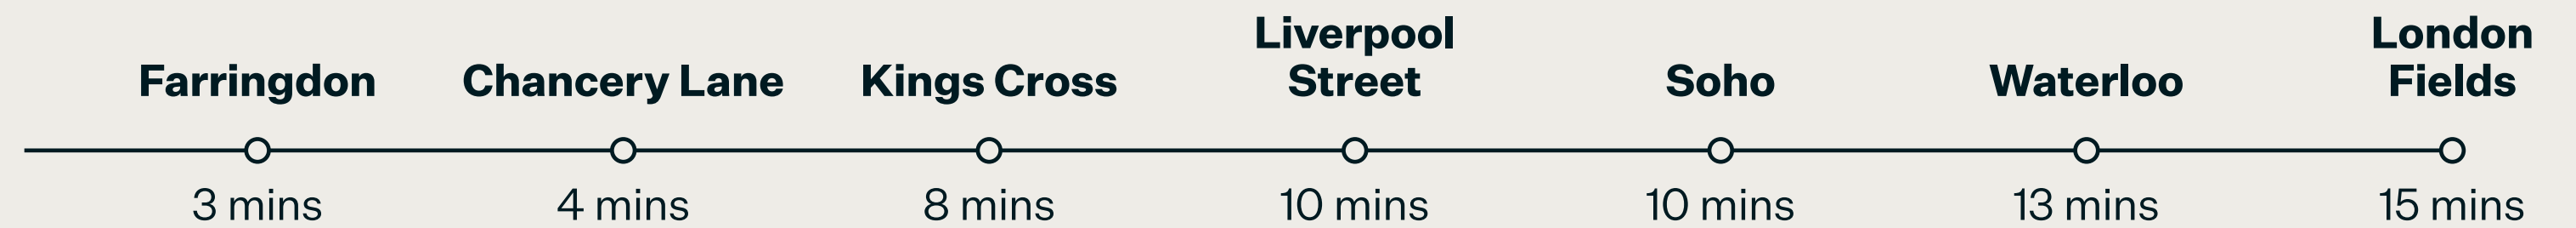 Farringdon
3 mins
Chancery Lane
4 mins
Kings Cross
8 mins
Liverpool
Street
10 mins
Soho
10 mins
Waterloo
13 mins
London
Fields
15 mins